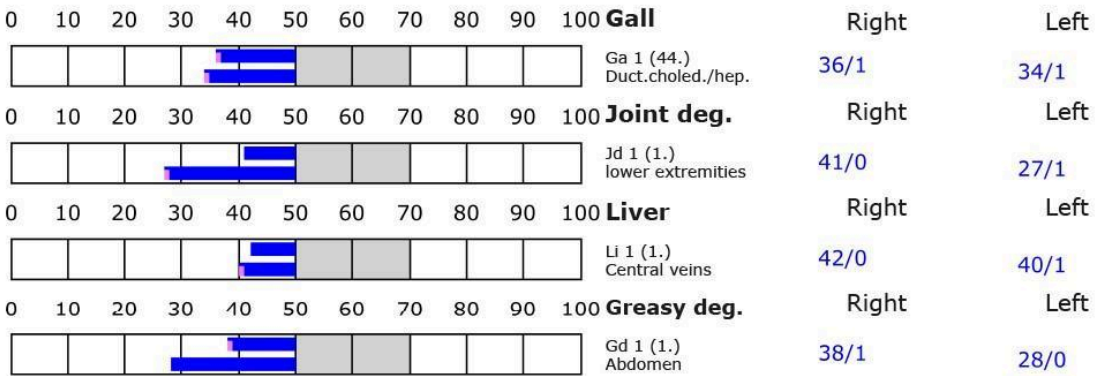 0 10 20 30 40 50 60 70 80 90 100 Gall Right Left
Ga 1 (44.)
Duct.choled./hep. 36/1 34/1
0 10 20 30 40 50 60 70 80 90 100 Joint deg. Right Left
Jd 1 (1.)
lower extremities 41/0 27/1
0 10 20 30 40 50 60 70 80 90 100 Liver Right Left
Li 1 (1.)
Central veins 42/0 40/1
0 10 20 30 40 50 60 70 80 90 100 Greasy deg. Right Left
Gd 1 (1.)
Abdomen 38/1 28/0